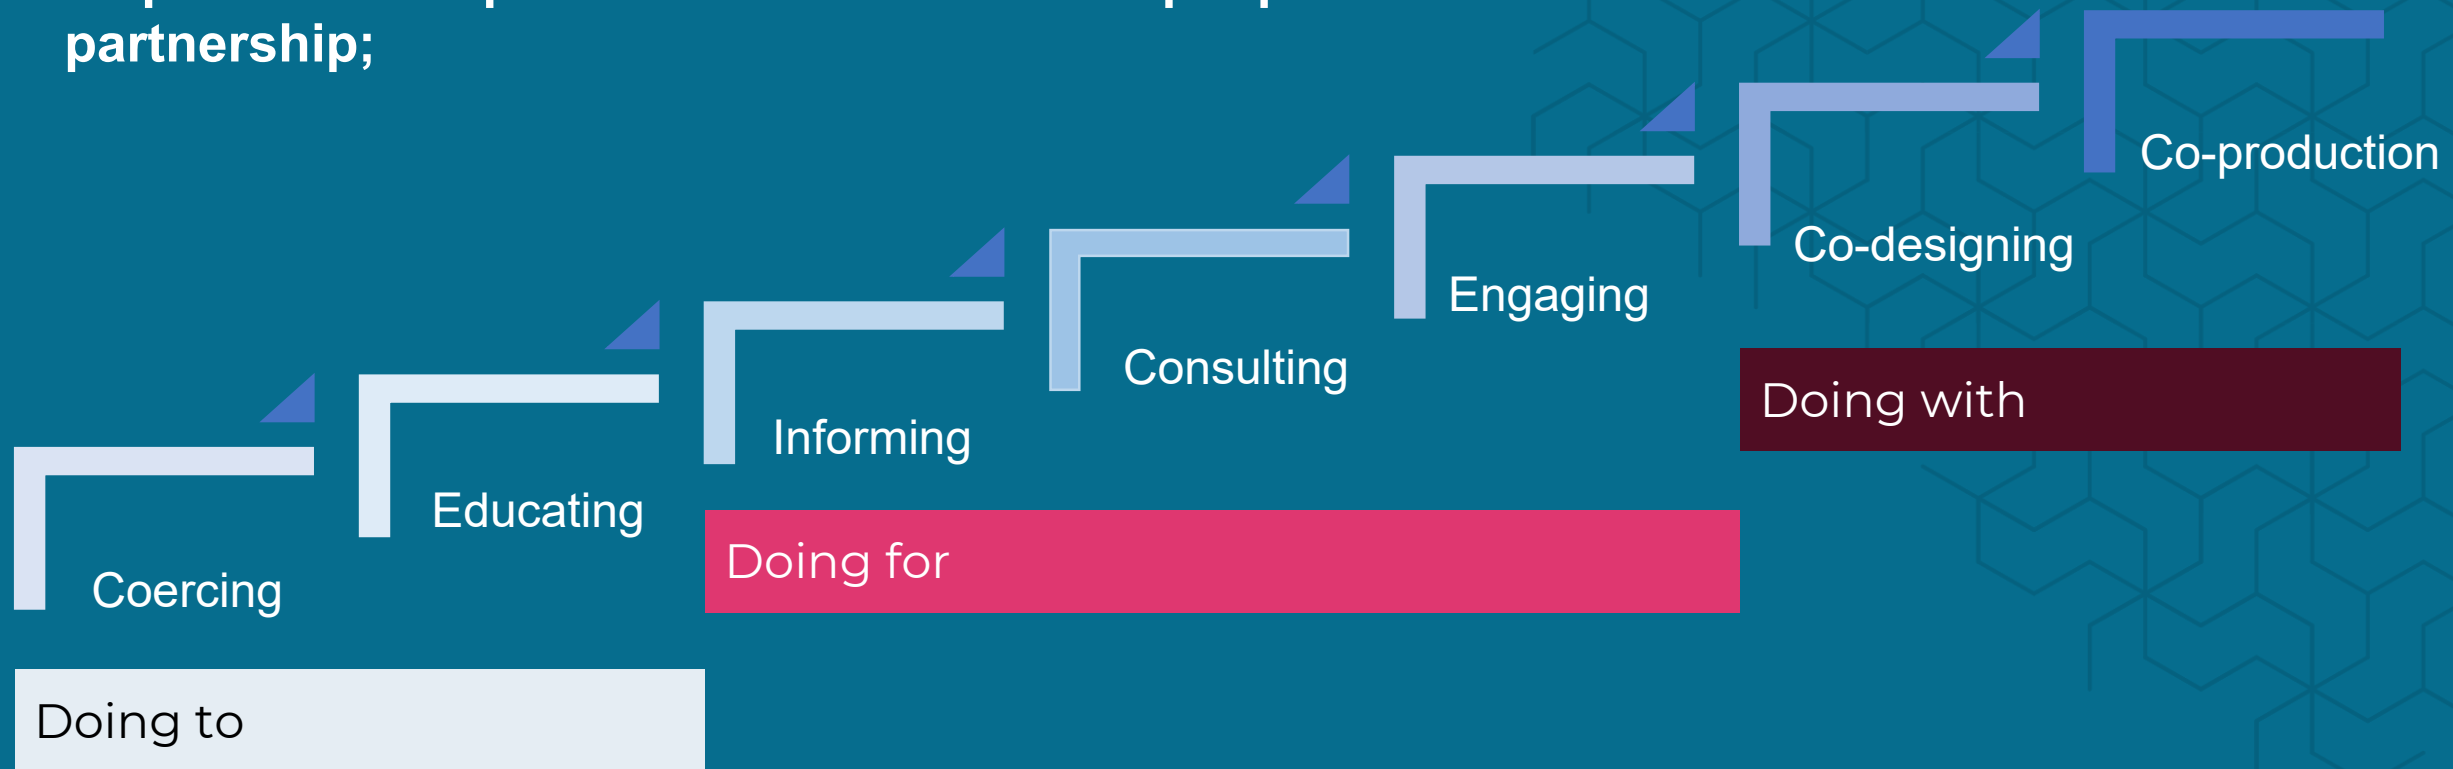 partnership;
Co-production
Co-designing
Engaging
Consulting
Doing with
Informing
Educating
Doing for
Coercing
Doing to